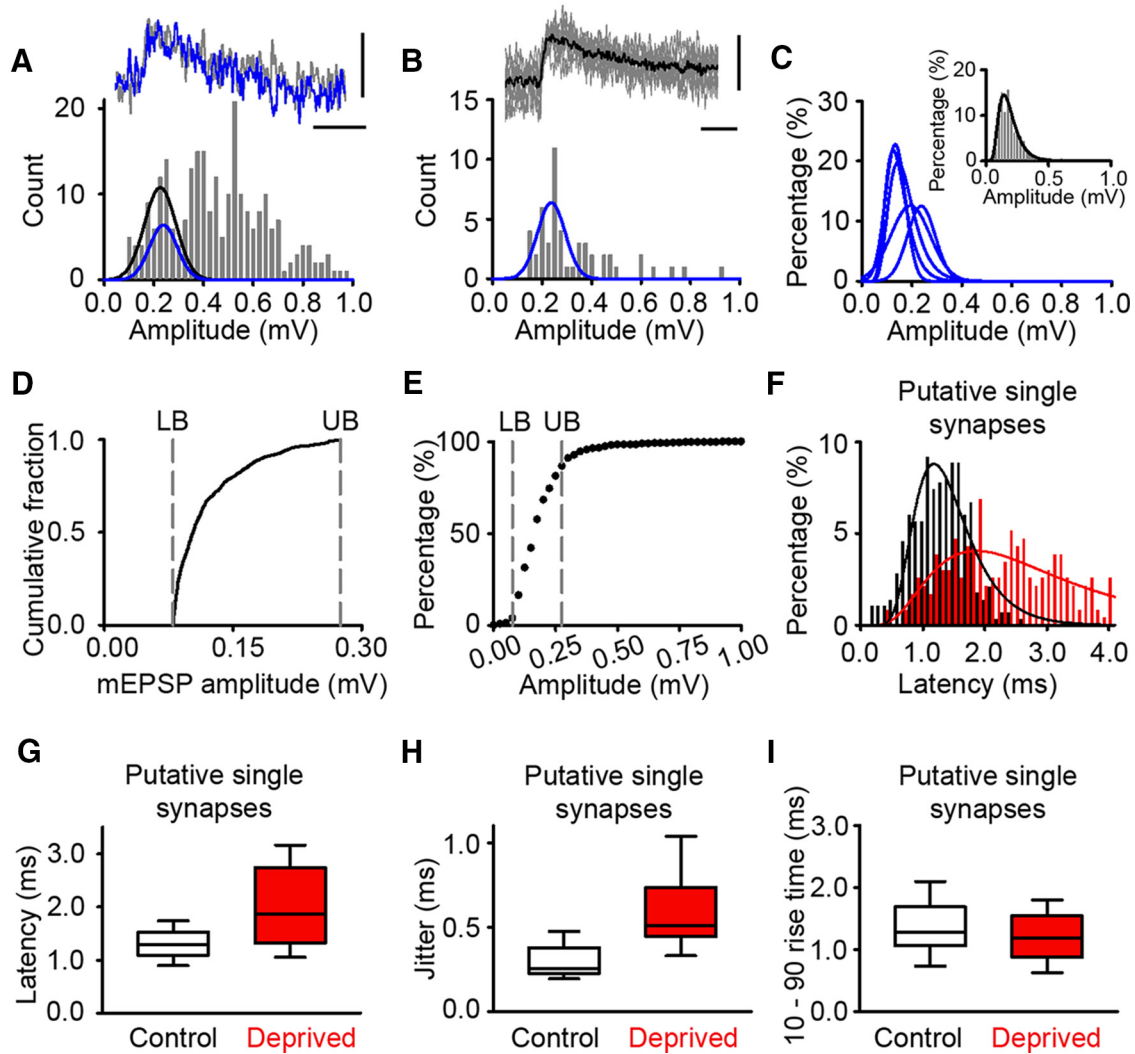 A
20
10
0
Count
0.0 0.2 0.4 0.6 0.8 1.0
Amplitude (mV)
B
15
10
5
0
Count
0.0 0.2 0.4 0.6 0.8 1.0
Amplitude (mV)
C
30
20
10
0
Percentage (%)
0.0 0.2 0.4 0.6 0.8 1.0
Amplitude (mV)
20
10
0
Percentage (%)
0.0 0.5 1.0
Amplitude (mV)
D
LB UB
1.0
0.5
0.0
Cumulative fraction
0.00 0.15 0.30
mEPSP amplitude (mV)
E
LB UB
100
50
0
Percentage (%)
0.00 0.25 0.50 0.75 1.00
Amplitude (mV)
F
Putative single
synapses
10
5
0
Percentage (%)
0.0 1.0 2.0 3.0 4.0
Latency (ms)
G
Putative single
synapses
3.0
2.0
1.0
0.0
Latency (ms)
Control Deprived
H
Putative single
synapses
1.0
0.5
0.0
Jitter (ms)
Control Deprived
I
Putative single
synapses
3.0
2.0
1.0
0.0
10 - 90 rise time (ms)
Control Deprived